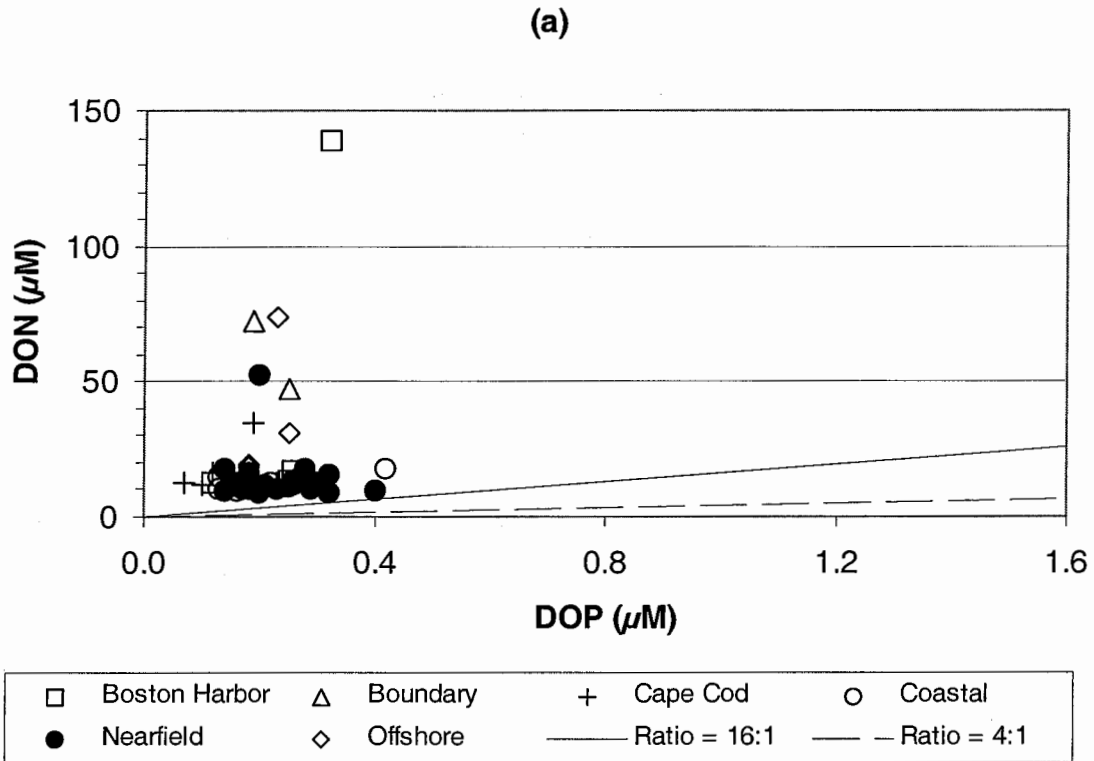 (a)
150
100
50
0
DON (µM)
0.0 0.4 0.8 1.2 1.6
DOP (µM)
Boston Harbor Boundary Cape Cod Coastal
Nearfield Offshore Ratio = 16:1 Ratio = 4:1